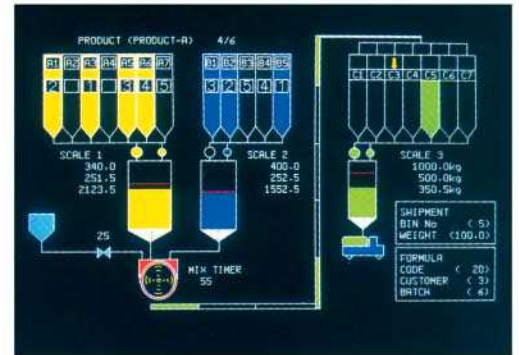 PRODUCT (PRODUCT-A) 4/6
A1 A2 A3 A4 A5 A6 A7
2 1 3 4 5
B1 B2 B3 B4 B5
3 2 5 4 1
C1 C2 C3 C4 C5 C6 C7
SCALE 1
340.0
251.5
2123.5
SCALE 2
400.0
252.5
1552.5
SCALE 3
1000.0kg
500.0kg
350.5kg
25
MIX TIMER
55
SHIPMENT
BIN No ( 5)
WEIGHT (100.0)
FORMULA
CODE ( 20)
CUSTOMER ( 3)
BATCH ( 6)